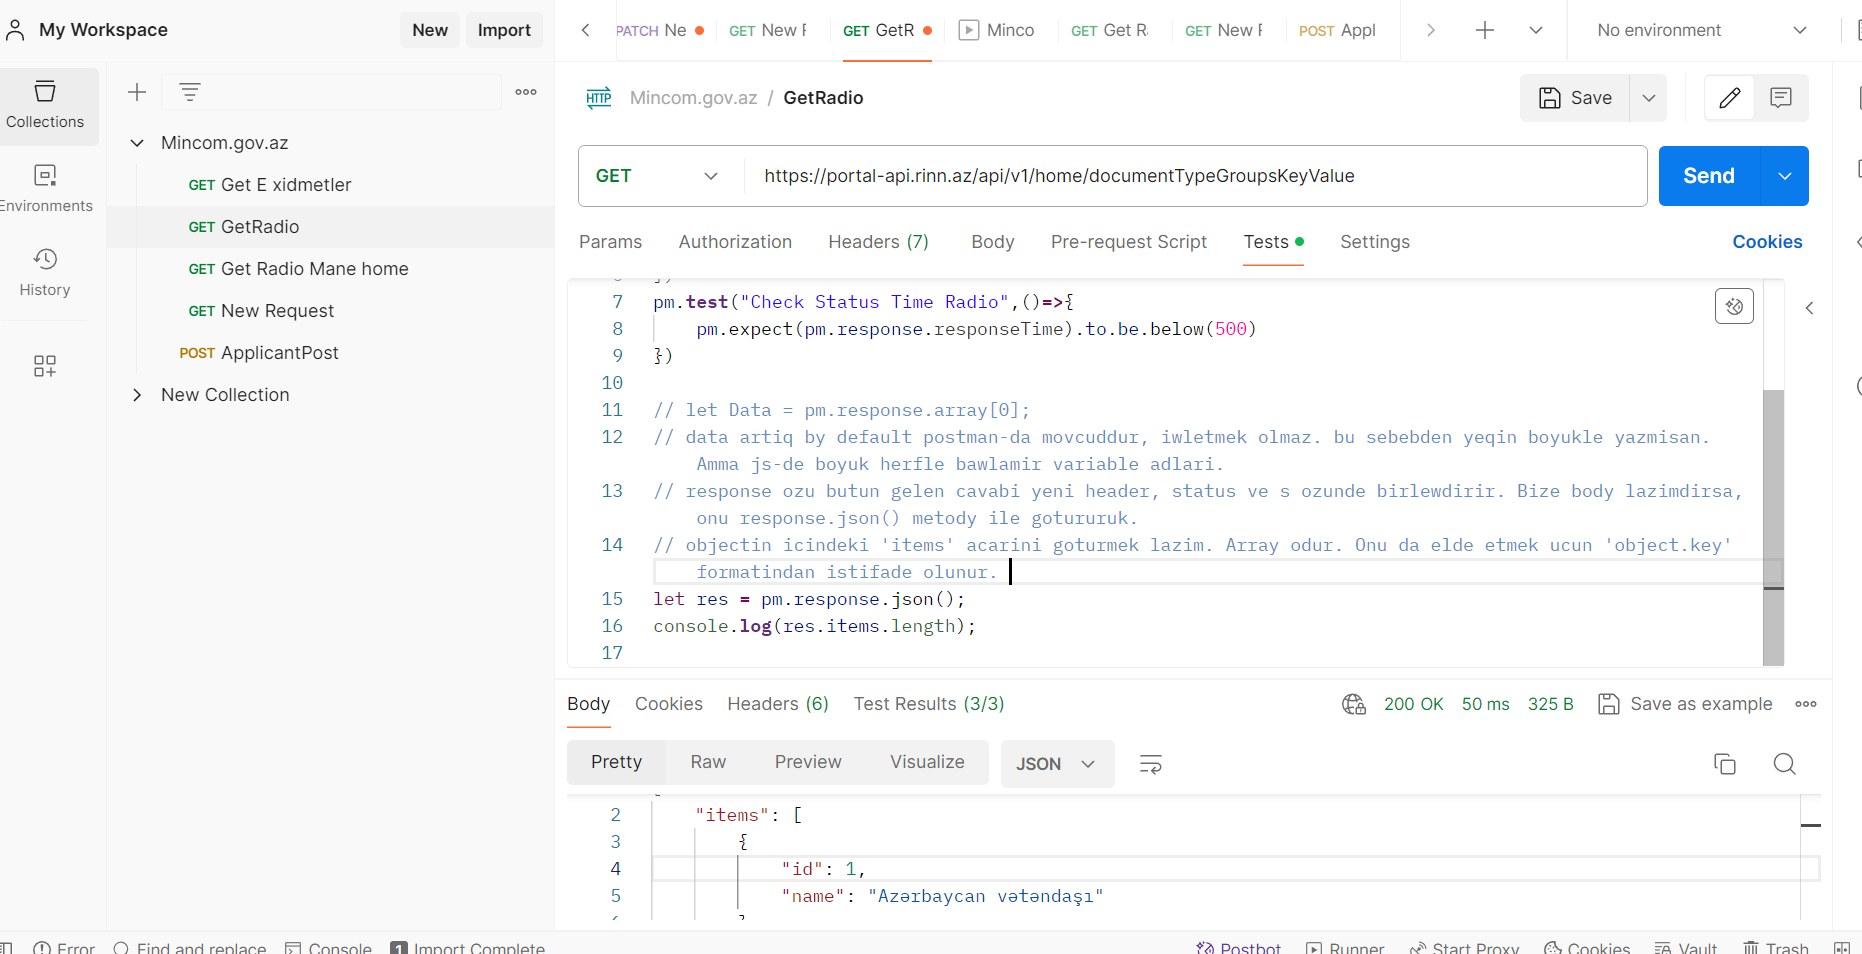 My Workspace
New
Import
PATCH Ne
GET New
GET GetR
Minco
GET Get
GET New
POST Appl
No environment
Collections
Environments
History
Mincom.gov.az
GET Get E xidmetler
GET GetRadio
GET Get Radio Mane home
GET New Request
POST ApplicantPost
New Collection
HTTP
Mincom.gov.az / GetRadio
Save
GET
https://portal-api.rinn.az/api/v1/home/documentTypeGroupsKeyValue
Send
Params
Authorization
Headers (7)
Body
Pre-request Script
Tests
Settings
Cookies
7 pm.test("Check Status Time Radio",()=>{
8 pm.expect(pm.response.responseTime).to.be.below(500)
9 })
10
11 // let Data = pm.response.array[0];
12 // data artiq by default postman-da movcuddur, iwletmek olmaz. bu sebebden yeqin boyukle yazmisan.
Amma js-de boyuk herfle bawlamir variable adlari.
13 // response ozu butun gelen cavabi yeni header, status ve s ozunde birlewdirir. Bize body lazimdirsa,
onu response.json() metody ile gotururuk.
14 // objectin icindeki 'items' acarini goturmek lazim. Array odur. Onu da elde etmek ucun 'object.key'
formatindan istifade olunur.
15 let res = pm.response.json();
16 console.log(res.items.length);
17
Body
Cookies
Headers (6)
Test Results (3/3)
200 OK
50 ms
325 B
Save as example
Pretty
Raw
Preview
Visualize
JSON
2 "items": [
3 {
4 "id": 1,
5 "name": "Azərbaycan vətəndaşı"
Error
Find and replace
Console
1 Import Complete
Postbot
Runner
Start Proxy
Cookies
Vault
Trash